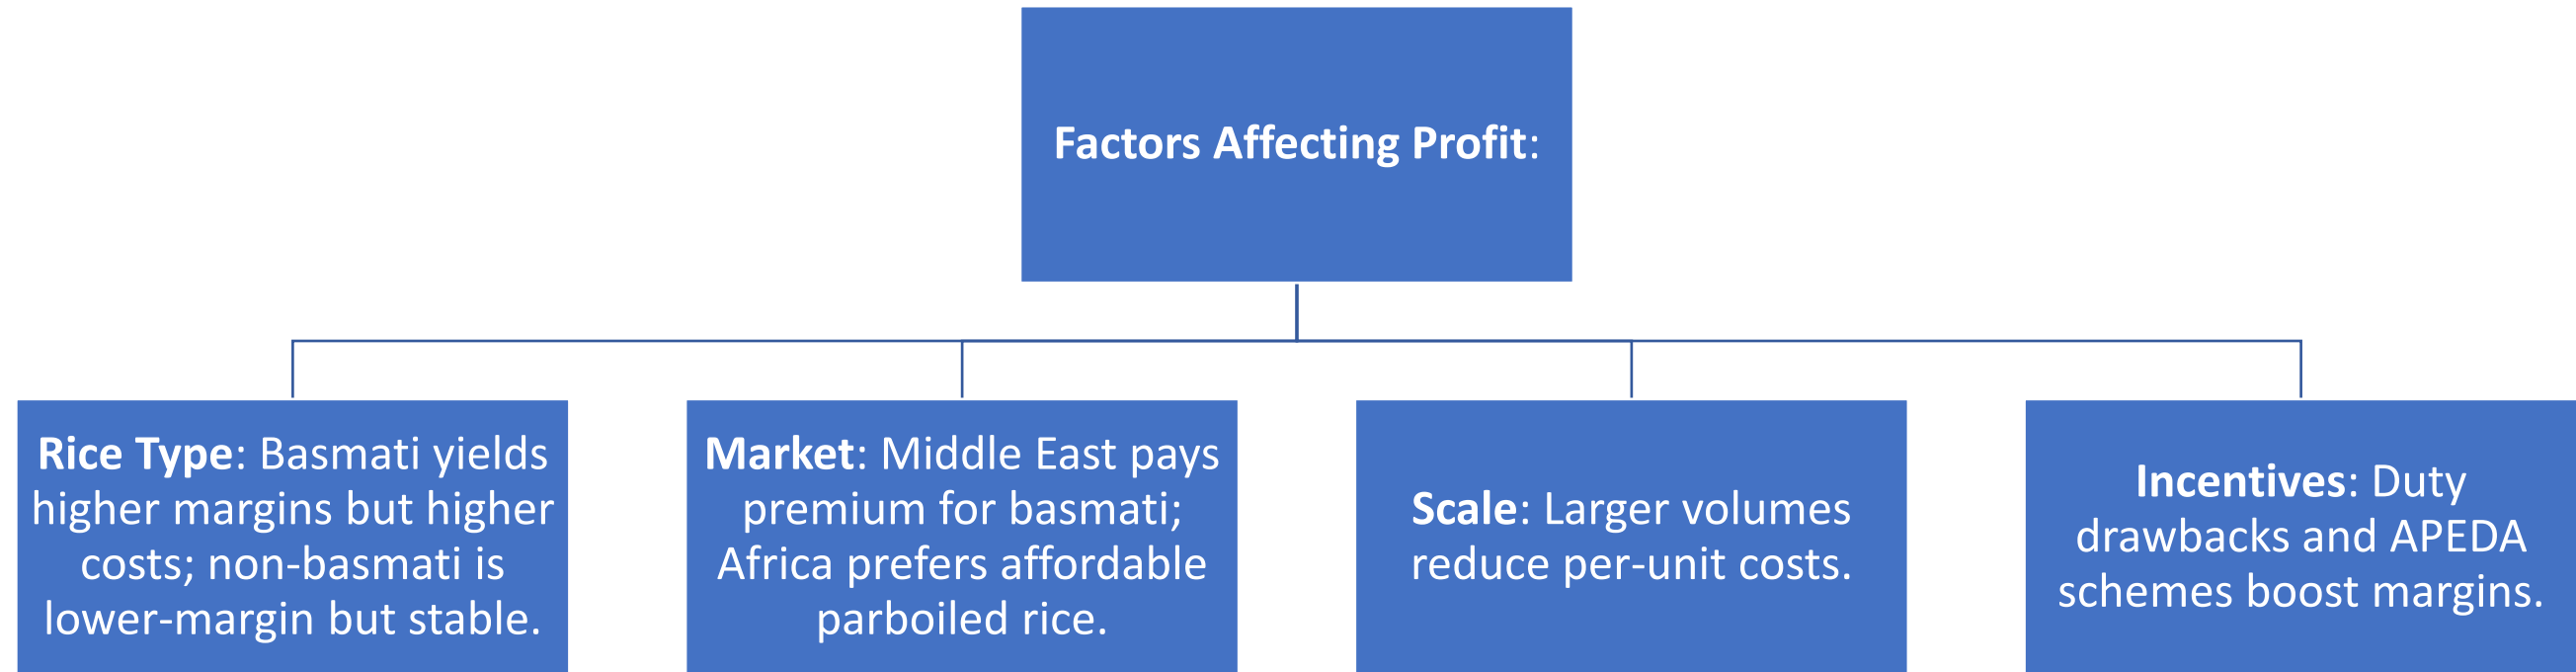 Factors Affecting Profit:
Rice Type: Basmati yields
higher margins but higher
costs; non-basmati is
lower-margin but stable.
Market: Middle East pays
premium for basmati;
Africa prefers affordable
parboiled rice.
Scale: Larger volumes
reduce per-unit costs.
Incentives: Duty
drawbacks and APEDA
schemes boost margins.